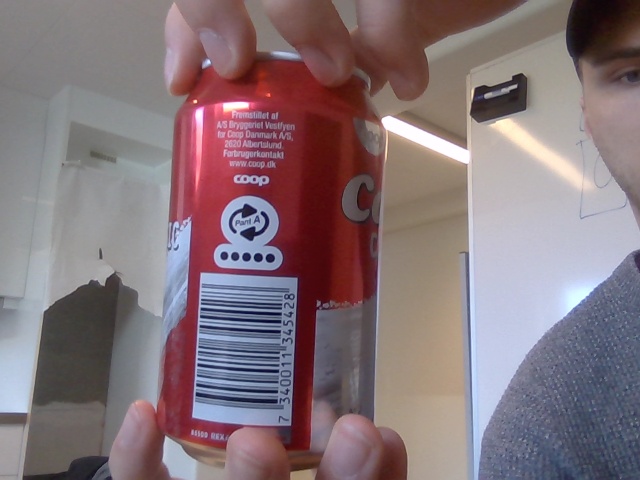 Fremstillet af
A/S Bryggeriet Vestfyen
for Coop Danmark A/S,
2620 Albertslund.
Forbrugerkontakt
www.coop.dk
coop
Pant A
7 340011 345428